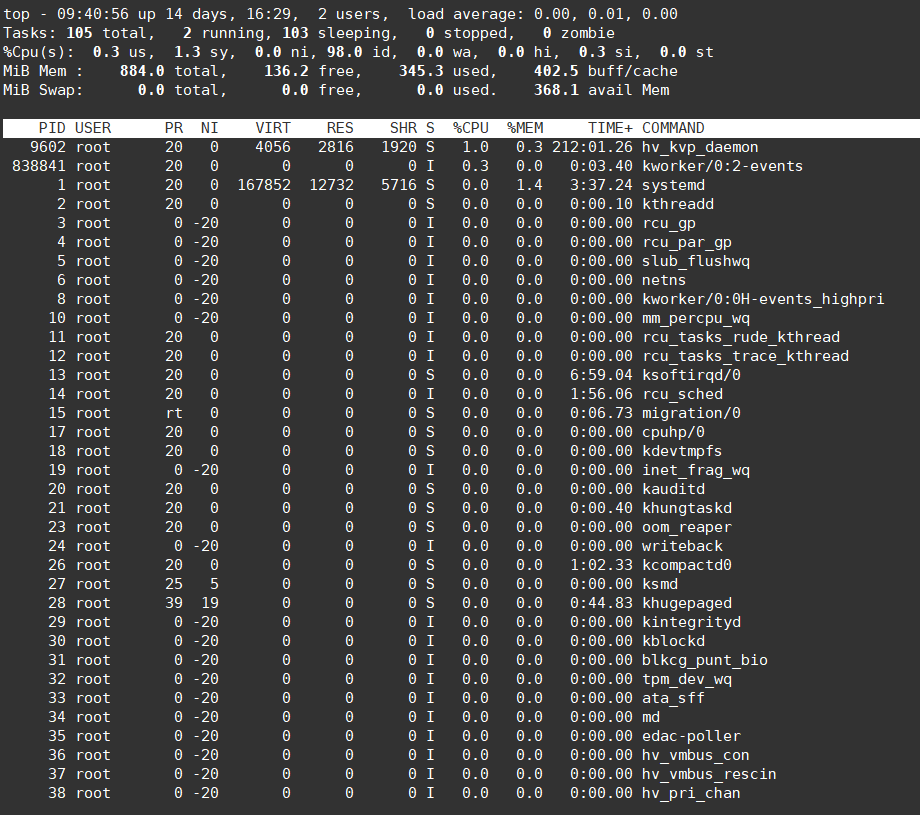 top - 09:40:56 up 14 days, 16:29,  2 users,  load average: 0.00, 0.01, 0.00
Tasks: 105 total,   2 running, 103 sleeping,   0 stopped,   0 zombie
%Cpu(s):  0.3 us,  1.3 sy,  0.0 ni, 98.0 id,  0.0 wa,  0.0 hi,  0.3 si,  0.0 st
MiB Mem :    884.0 total,    136.2 free,    345.3 used,    402.5 buff/cache
MiB Swap:      0.0 total,      0.0 free,      0.0 used.    368.1 avail Mem
    PID USER      PR  NI    VIRT    RES    SHR S  %CPU  %MEM     TIME+ COMMAND
   9602 root      20   0    4056   2816   1920 S   1.0   0.3 212:01.26 hv_kvp_daemon
 838841 root      20   0       0      0      0 I   0.3   0.0   0:03.40 kworker/0:2-events
      1 root      20   0  167852  12732   5716 S   0.0   1.4   3:37.24 systemd
      2 root      20   0       0      0      0 S   0.0   0.0   0:00.10 kthreadd
      3 root       0 -20       0      0      0 I   0.0   0.0   0:00.00 rcu_gp
      4 root       0 -20       0      0      0 I   0.0   0.0   0:00.00 rcu_par_gp
      5 root       0 -20       0      0      0 I   0.0   0.0   0:00.00 slub_flushwq
      6 root       0 -20       0      0      0 I   0.0   0.0   0:00.00 netns
      8 root       0 -20       0      0      0 I   0.0   0.0   0:00.00 kworker/0:0H-events_highpri
     10 root       0 -20       0      0      0 I   0.0   0.0   0:00.00 mm_percpu_wq
     11 root      20   0       0      0      0 I   0.0   0.0   0:00.00 rcu_tasks_rude_kthread
     12 root      20   0       0      0      0 I   0.0   0.0   0:00.00 rcu_tasks_trace_kthread
     13 root      20   0       0      0      0 S   0.0   0.0   6:59.04 ksoftirqd/0
     14 root      20   0       0      0      0 I   0.0   0.0   1:56.06 rcu_sched
     15 root      rt   0       0      0      0 S   0.0   0.0   0:06.73 migration/0
     17 root      20   0       0      0      0 S   0.0   0.0   0:00.00 cpuhp/0
     18 root      20   0       0      0      0 S   0.0   0.0   0:00.00 kdevtmpfs
     19 root       0 -20       0      0      0 I   0.0   0.0   0:00.00 inet_frag_wq
     20 root      20   0       0      0      0 S   0.0   0.0   0:00.00 kauditd
     21 root      20   0       0      0      0 S   0.0   0.0   0:00.40 khungtaskd
     23 root      20   0       0      0      0 S   0.0   0.0   0:00.00 oom_reaper
     24 root       0 -20       0      0      0 I   0.0   0.0   0:00.00 writeback
     26 root      20   0       0      0      0 S   0.0   0.0   1:02.33 kcompactd0
     27 root      25   5       0      0      0 S   0.0   0.0   0:00.00 ksmd
     28 root      39  19       0      0      0 S   0.0   0.0   0:44.83 khugepaged
     29 root       0 -20       0      0      0 I   0.0   0.0   0:00.00 kintegrityd
     30 root       0 -20       0      0      0 I   0.0   0.0   0:00.00 kblockd
     31 root       0 -20       0      0      0 I   0.0   0.0   0:00.00 blkcg_punt_bio
     32 root       0 -20       0      0      0 I   0.0   0.0   0:00.00 tpm_dev_wq
     33 root       0 -20       0      0      0 I   0.0   0.0   0:00.00 ata_sff
     34 root       0 -20       0      0      0 I   0.0   0.0   0:00.00 md
     35 root       0 -20       0      0      0 I   0.0   0.0   0:00.00 edac-poller
     36 root       0 -20       0      0      0 I   0.0   0.0   0:00.00 hv_vmbus_con
     37 root       0 -20       0      0      0 I   0.0   0.0   0:00.00 hv_vmbus_rescin
     38 root       0 -20       0      0      0 I   0.0   0.0   0:00.00 hv_pri_chan